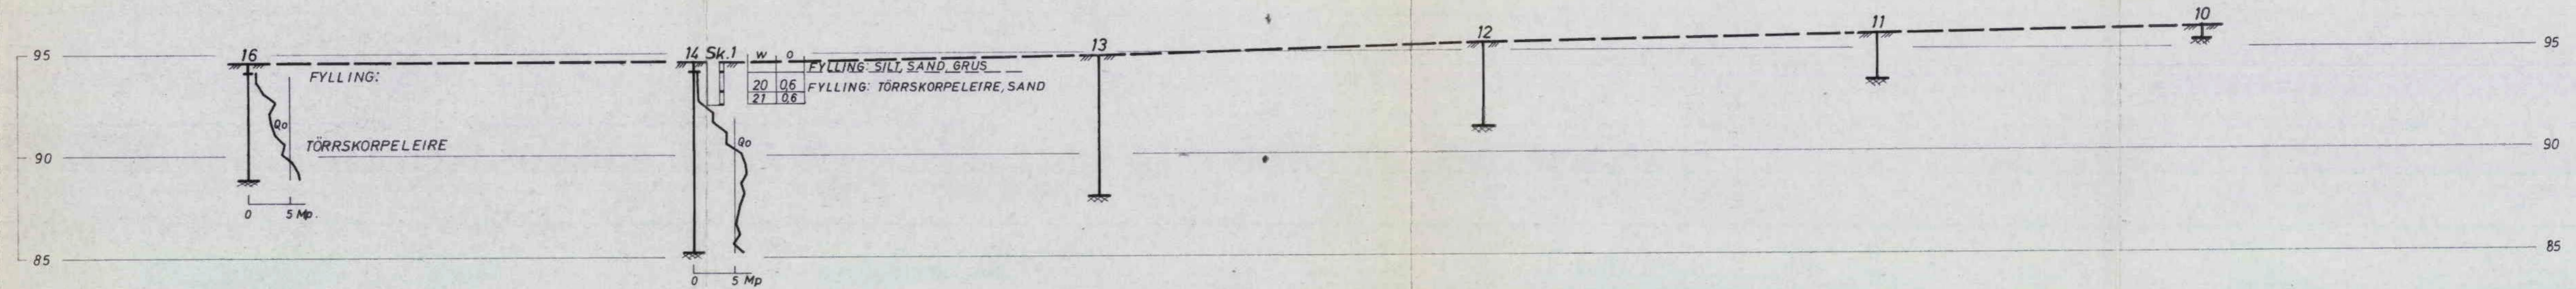 10
11
12
13
16
14 Sk.1 w o
95
95
FYLLING: SILT, SAND, GRUS
FYLLING:
20 0,6 FYLLING: TÖRRSKORPELEIRE, SAND
21 0,6
Qo
Qo
TÖRRSKORPELEIRE
90
90
0 5 Mp.
85
85
0 5 Mp